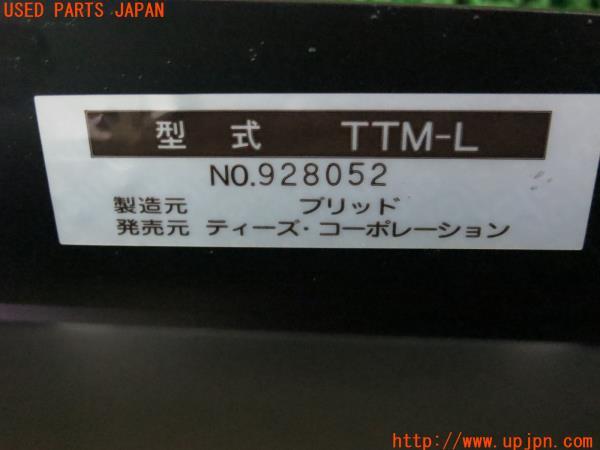 USED PARTS JAPAN
型 式 TTM-L
NO.928052
製造元 ブリッド
発売元 ティーズ・コーポレーション
http://www.upjpn.com/